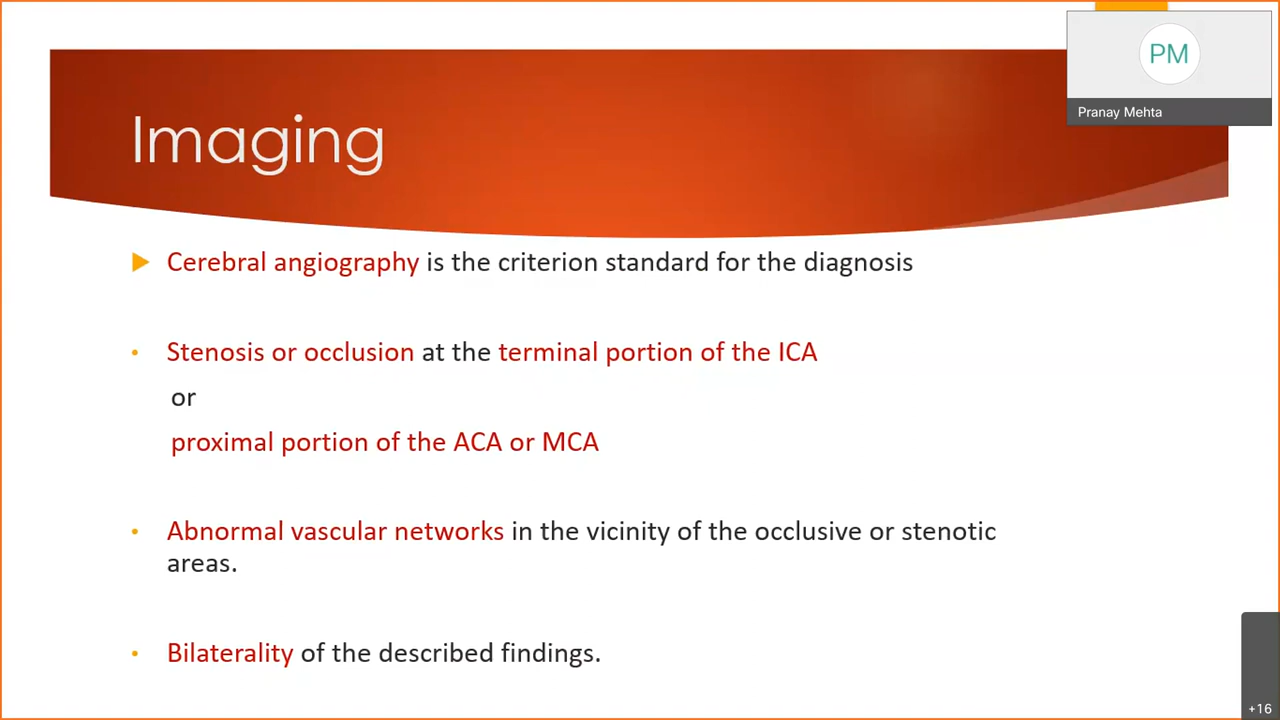 PM
Pranay Mehta
Imaging
Cerebral angiography is the criterion standard for the diagnosis
Stenosis or occlusion at the terminal portion of the ICA
or
proximal portion of the ACA or MCA
Abnormal vascular networks in the vicinity of the occlusive or stenotic
areas.
Bilaterality of the described findings.
+16